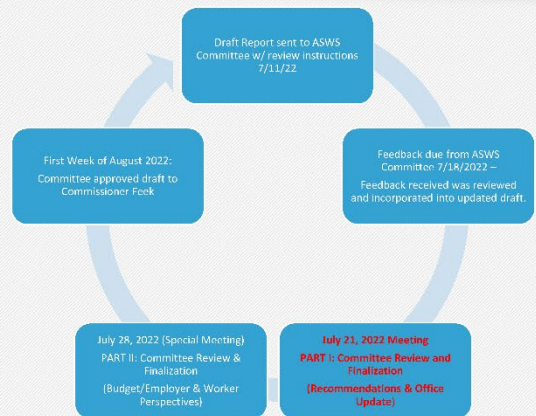 Draft Report sent to ASWS
Committee w/ review instructions
7/11/22
Feedback due from ASWS
Committee 7/18/2022 –
Feedback received was reviewed
and incorporated into updated draft.
July 21, 2022 Meeting
PART I: Committee Review and
Finalization
(Recommendations & Office
Update)
July 28, 2022 (Special Meeting)
PART II: Committee Review &
Finalization
(Budget/Employer & Worker
Perspectives)
First Week of August 2022:
Committee approved draft to
Commissioner Feek